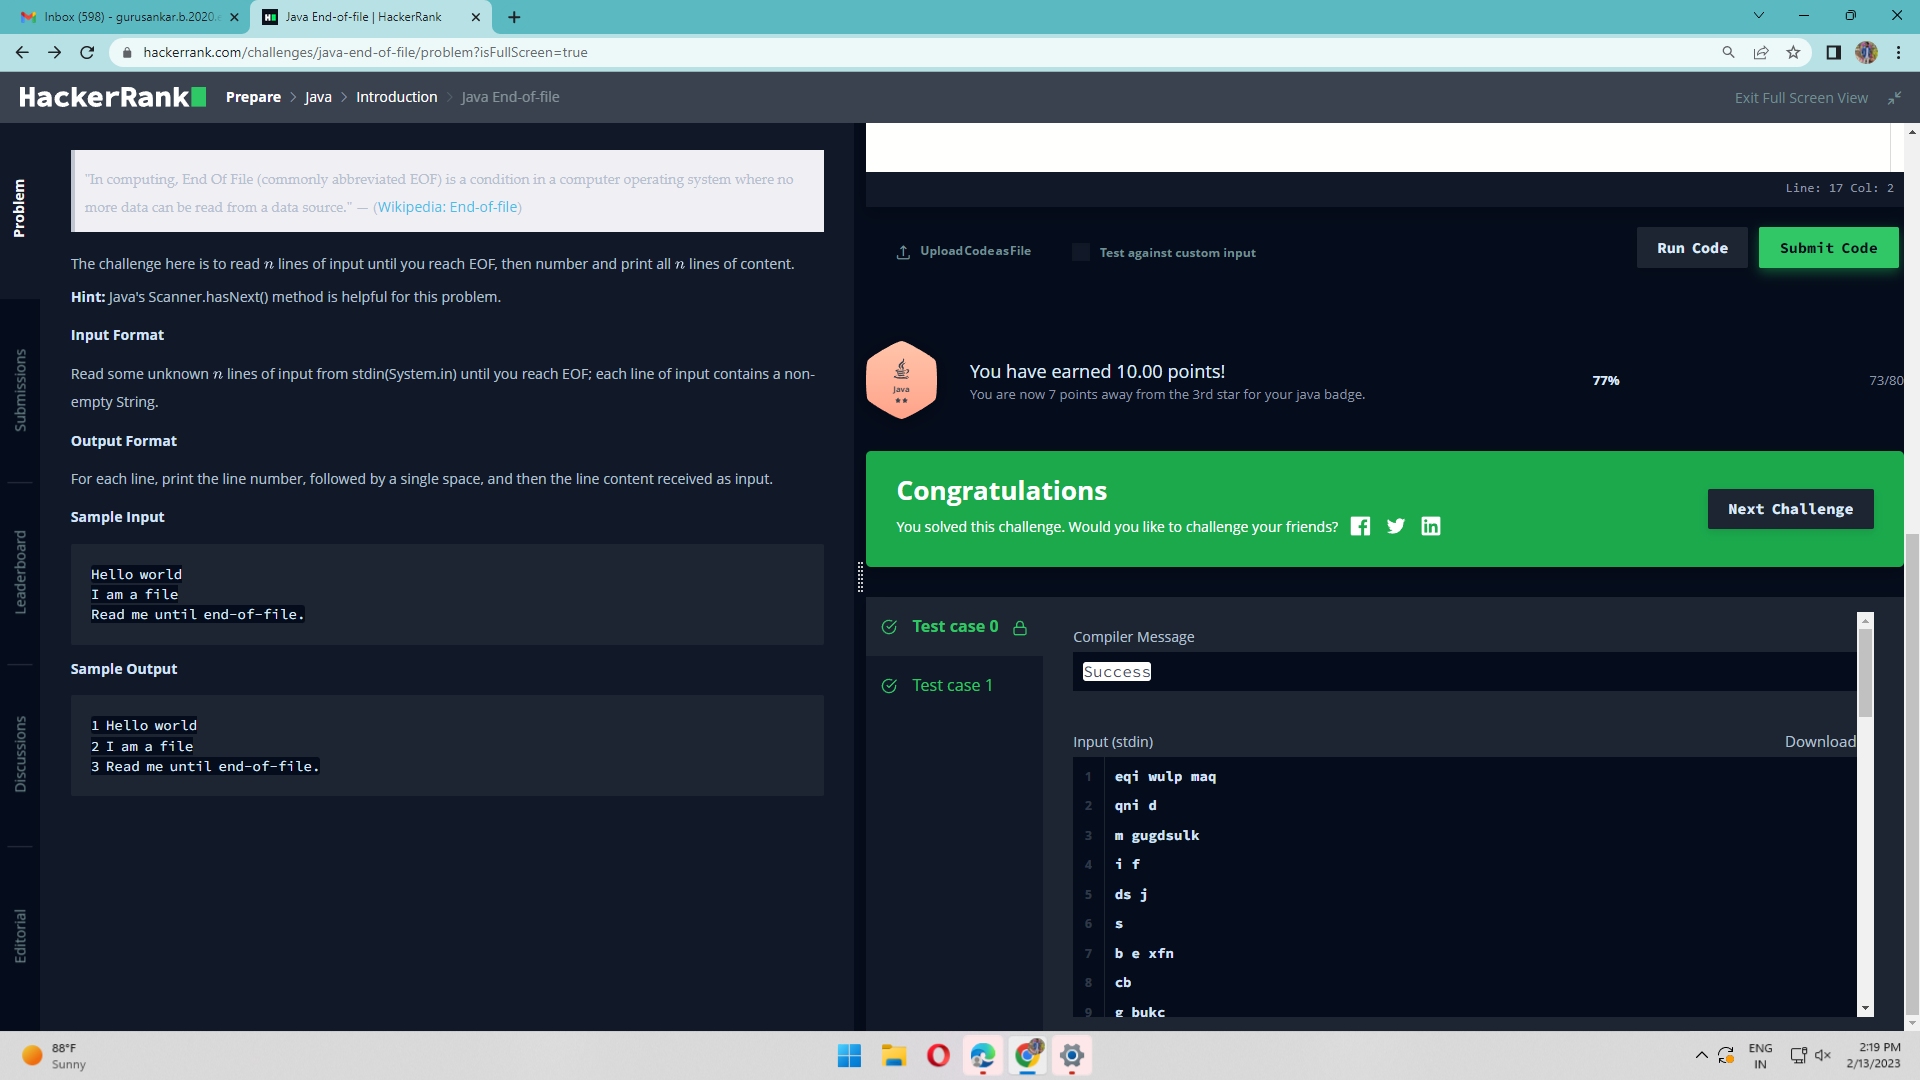 Inbox (598) - gurusankar.b.2020.
Java End-of-file | HackerRank
hackerrank.com/challenges/java-end-of-file/problem?isFullScreen=true
HackerRank
Prepare > Java > Introduction > Java End-of-file
Exit Full Screen View
Problem
Submissions
Leaderboard
Discussions
Editorial
"In computing, End Of File (commonly abbreviated EOF) is a condition in a computer operating system where no
more data can be read from a data source." — (Wikipedia: End-of-file)
The challenge here is to read n lines of input until you reach EOF, then number and print all n lines of content.
Hint: Java's Scanner.hasNext() method is helpful for this problem.
Input Format
Read some unknown n lines of input from stdin(System.in) until you reach EOF; each line of input contains a non-
empty String.
Output Format
For each line, print the line number, followed by a single space, and then the line content received as input.
Sample Input
Hello world
I am a file
Read me until end-of-file.
Sample Output
1 Hello world
2 I am a file
3 Read me until end-of-file.
Line: 17 Col: 2
Upload Code as File
Test against custom input
Run Code
Submit Code
Java
You have earned 10.00 points!
You are now 7 points away from the 3rd star for your java badge.
77%
73/80
Congratulations
You solved this challenge. Would you like to challenge your friends?
Next Challenge
Test case 0
Test case 1
Compiler Message
Success
Input (stdin)
Download
1 eqi wulp maq
2 qni d
3 m gugdsulk
4 i f
5 ds j
6 s
7 b e xfn
8 cb
9 g bukc
88°F
Sunny
ENG
IN
2:19 PM
2/13/2023